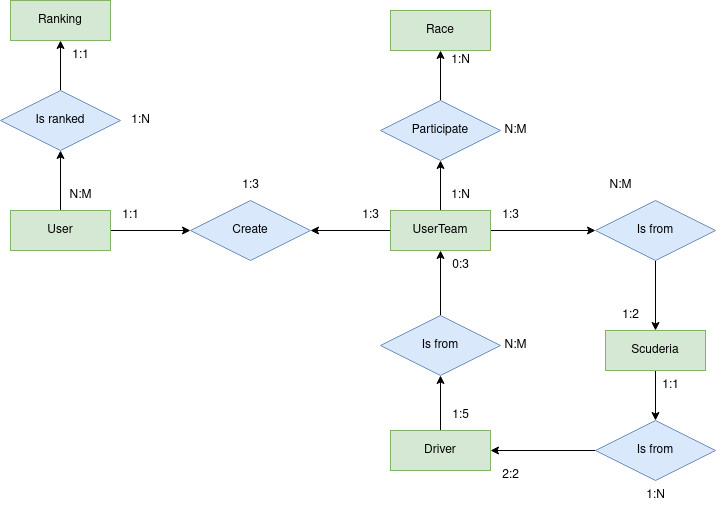 Ranking
Race
1:1
1:N
Is ranked
1:N
Participate
N:M
N:M
1:N
1:3
N:M
User
1:1
Create
1:3
UserTeam
1:3
Is from
0:3
1:2
Is from
N:M
Scuderia
1:1
1:5
Driver
2:2
Is from
1:N